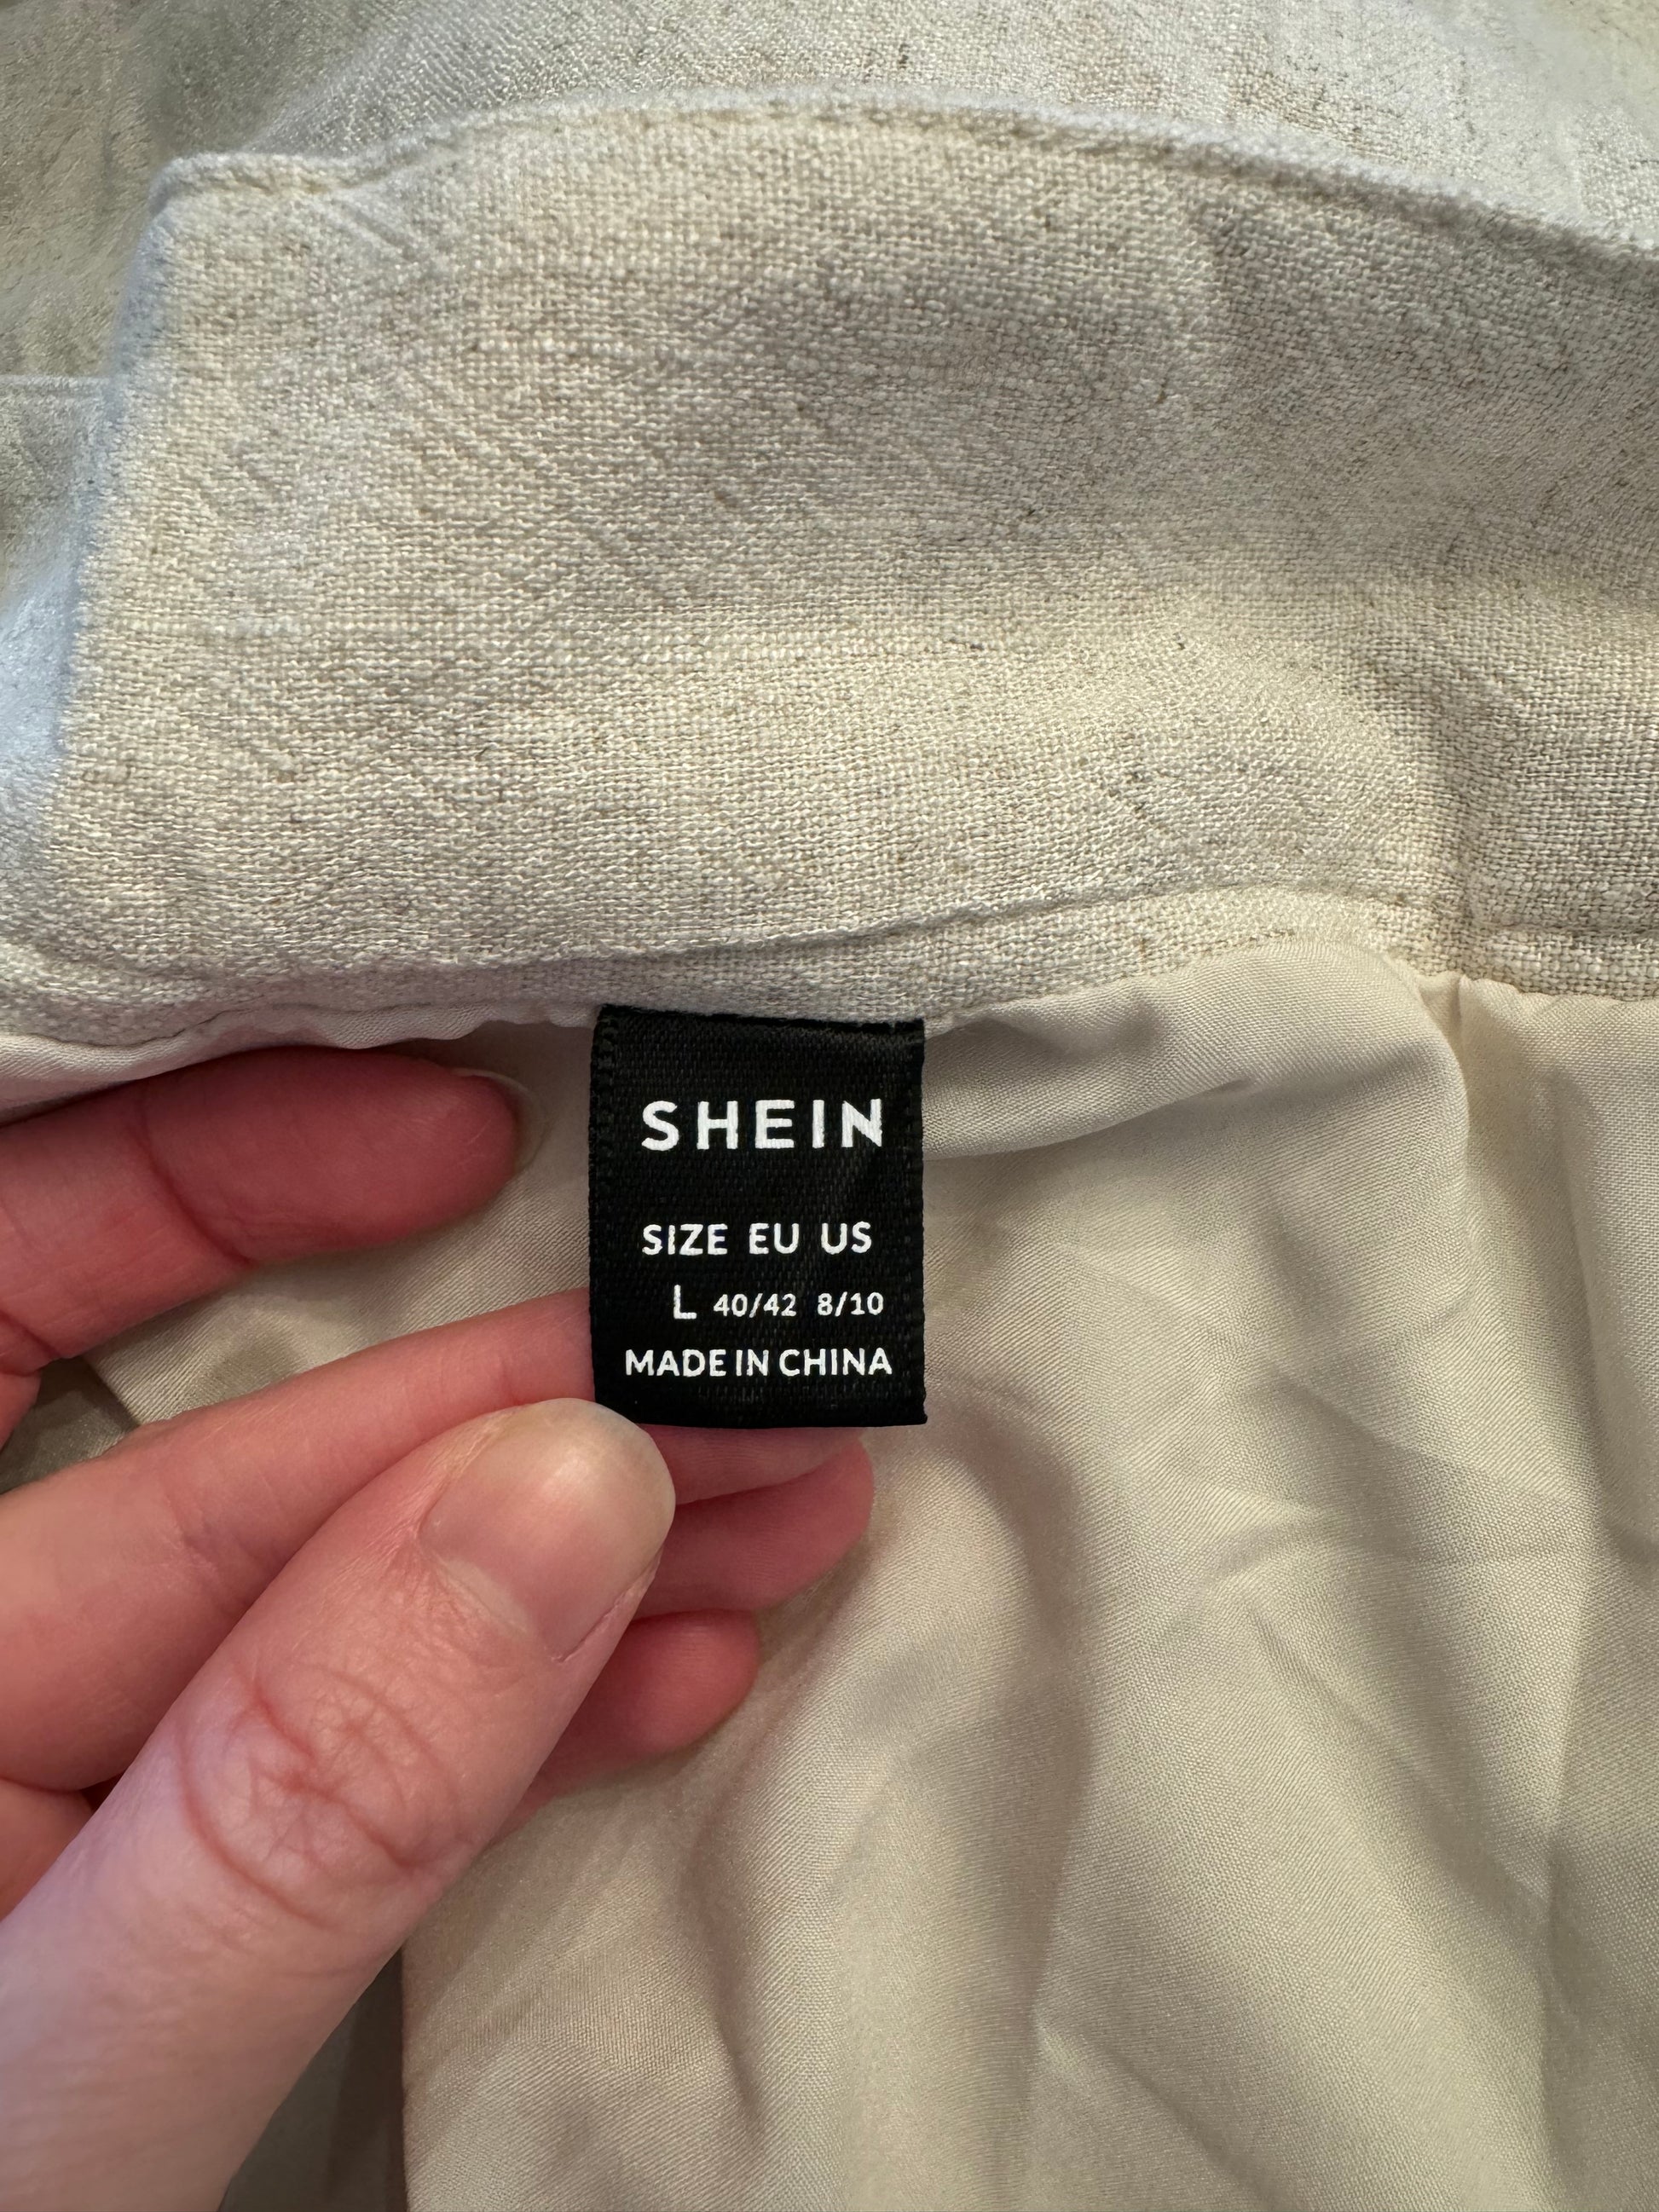 SHEIN
SIZE EU US
L 40/42 8/10
MADE IN CHINA